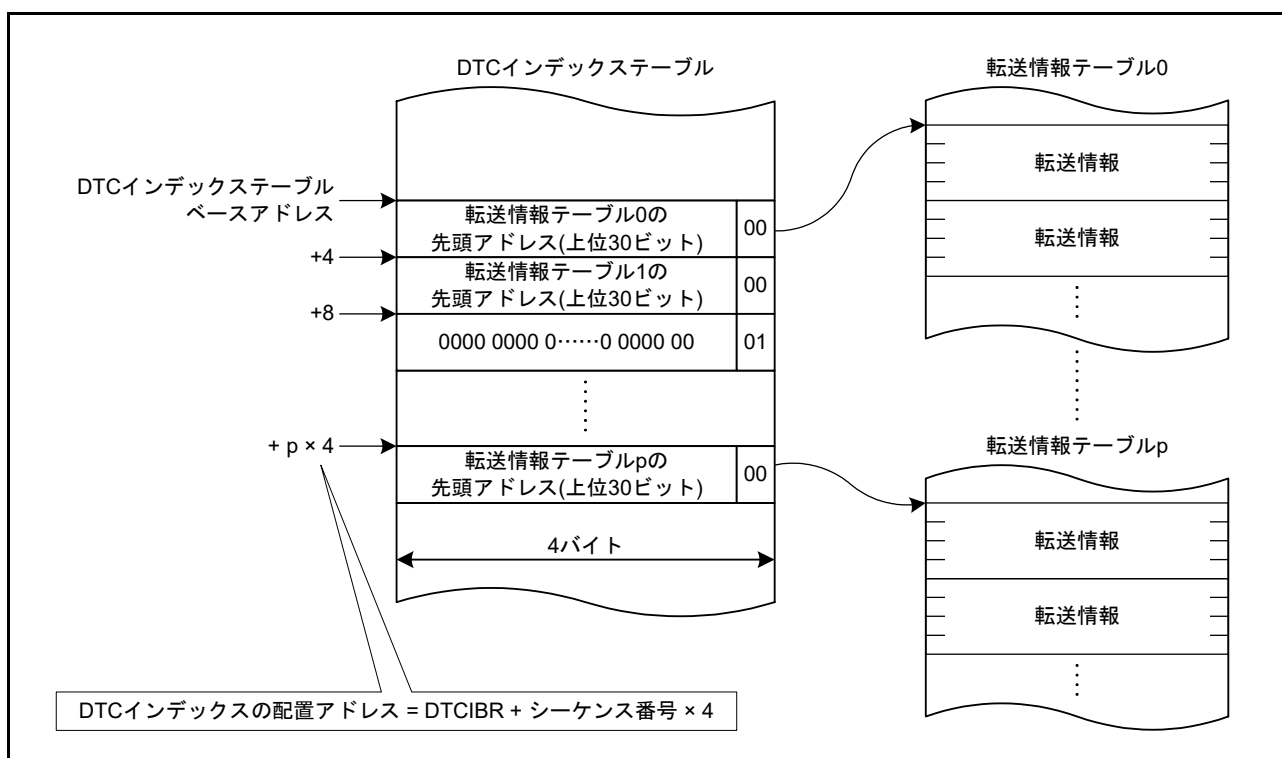 DTCインデックステーブル
転送情報テーブル0
DTCインデックステーブル
ベースアドレス
転送情報テーブル0の
先頭アドレス(上位30ビット)
00
転送情報
転送情報
+4
転送情報テーブル1の
先頭アドレス(上位30ビット)
00
+8
0000 0000 0……0 0000 00
01
+ p × 4
転送情報テーブルpの
先頭アドレス(上位30ビット)
00
転送情報テーブルp
転送情報
転送情報
4バイト
DTCインデックスの配置アドレス = DTCIBR + シーケンス番号 × 4